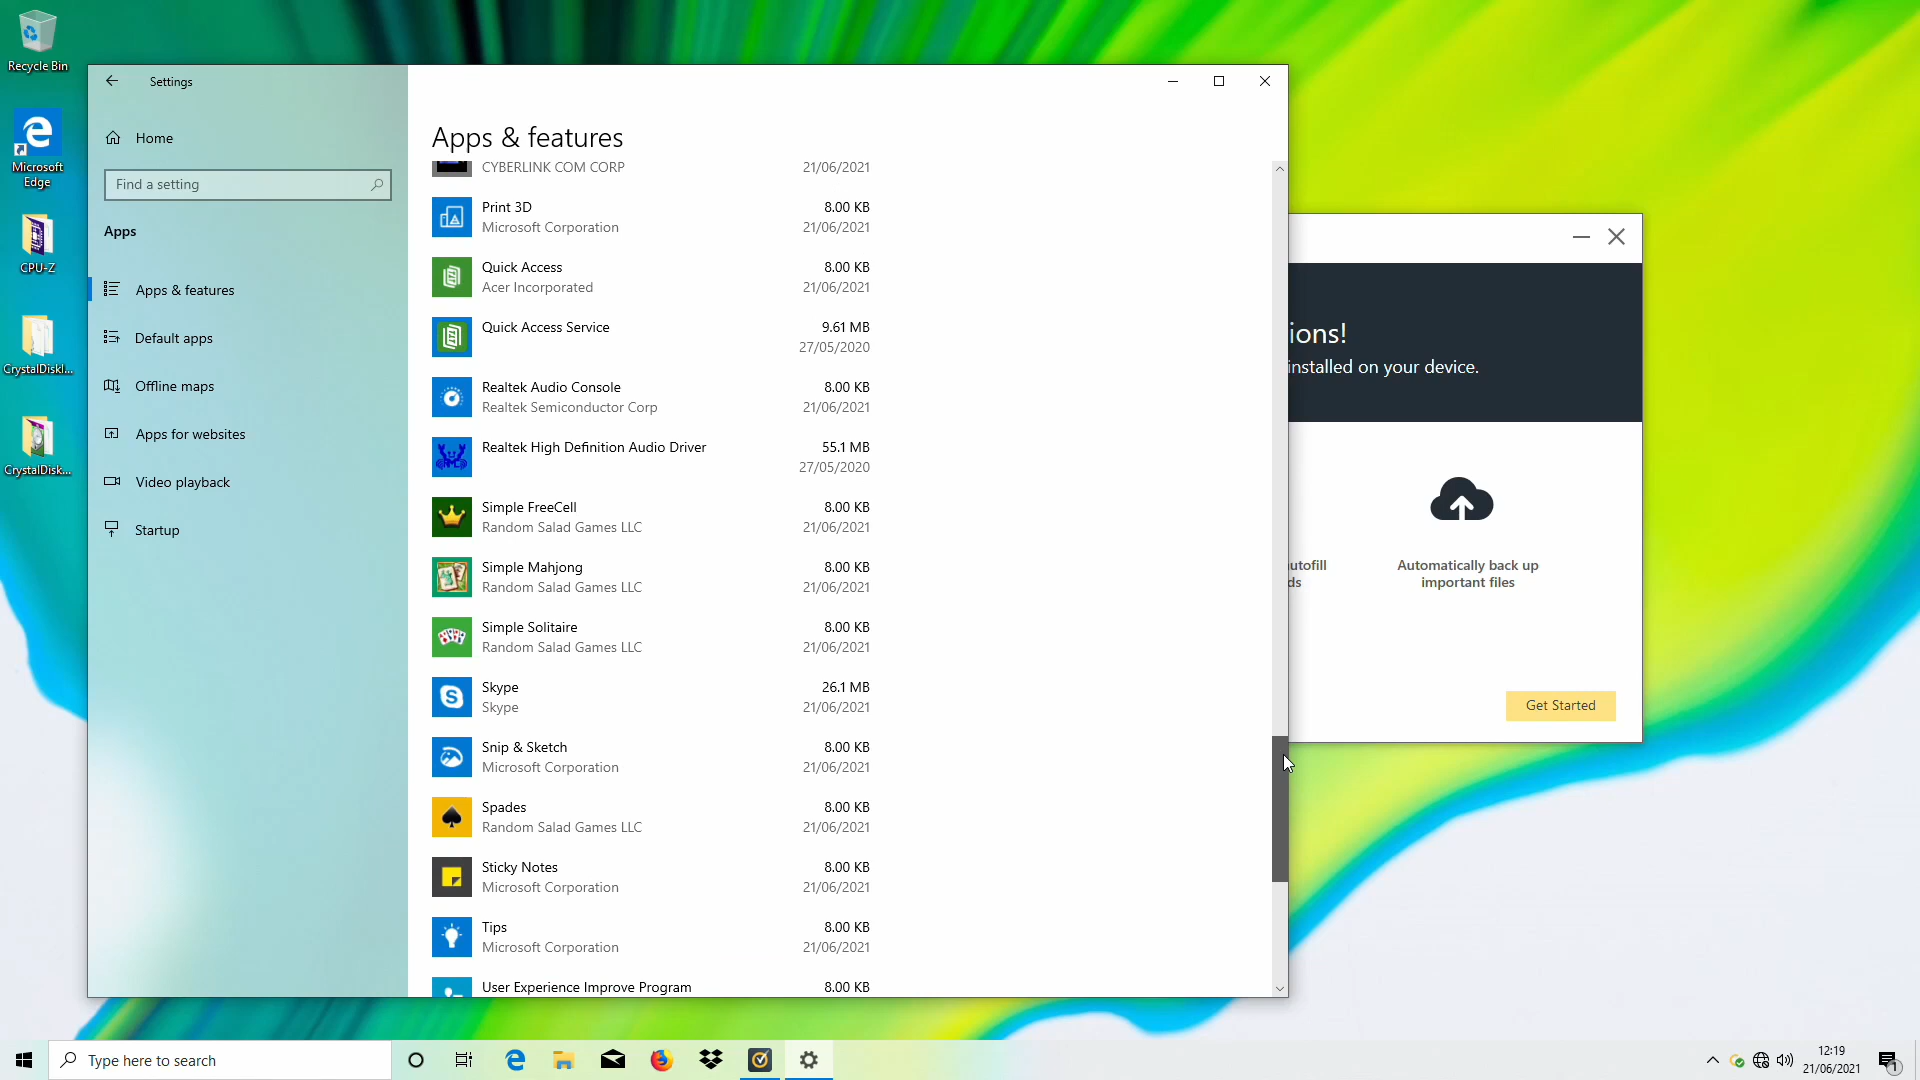 Recycle Bin
Microsoft
Edge
CPU-Z
CrystalDiskI...
CrystalDisk...
Settings
Home
Find a setting
Apps
Apps & features
Default apps
Offline maps
Apps for websites
Video playback
Startup
Apps & features
CYBERLINK COM CORP 21/06/2021
Print 3D 8.00 KB
Microsoft Corporation 21/06/2021
Quick Access 8.00 KB
Acer Incorporated 21/06/2021
Quick Access Service 9.61 MB
27/05/2020
Realtek Audio Console 8.00 KB
Realtek Semiconductor Corp 21/06/2021
Realtek High Definition Audio Driver 55.1 MB
27/05/2020
Simple FreeCell 8.00 KB
Random Salad Games LLC 21/06/2021
Simple Mahjong 8.00 KB
Random Salad Games LLC 21/06/2021
Simple Solitaire 8.00 KB
Random Salad Games LLC 21/06/2021
Skype 26.1 MB
Skype 21/06/2021
Snip & Sketch 8.00 KB
Microsoft Corporation 21/06/2021
Spades 8.00 KB
Random Salad Games LLC 21/06/2021
Sticky Notes 8.00 KB
Microsoft Corporation 21/06/2021
Tips 8.00 KB
Microsoft Corporation 21/06/2021
User Experience Improve Program 8.00 KB
ions!
installed on your device.
utofill
ds
Automatically back up
important files
Get Started
Type here to search
12:19
21/06/2021
1